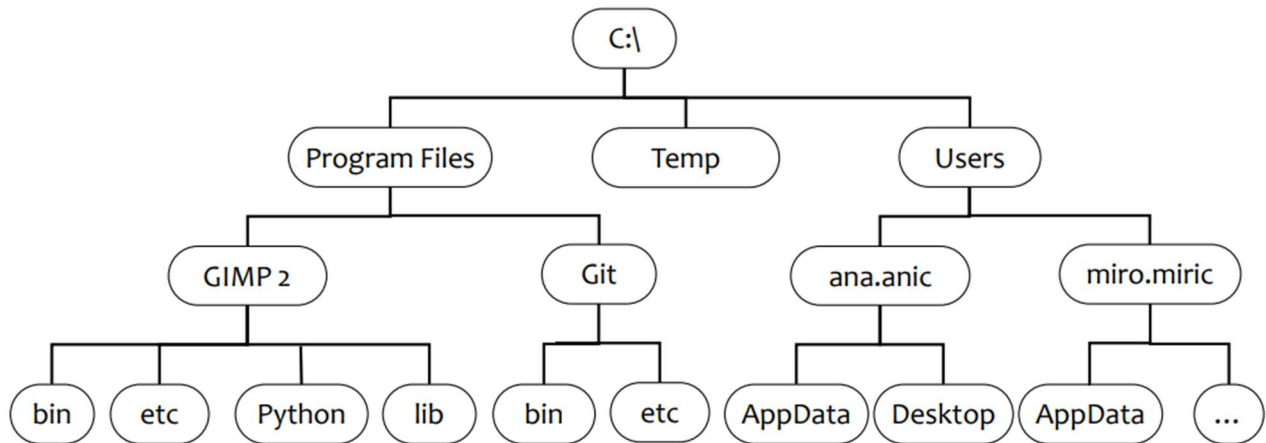 C:\
Program Files
Temp
Users
GIMP 2
Git
ana.anic
miro.miric
bin
etc
Python
lib
bin
etc
AppData
Desktop
AppData
...